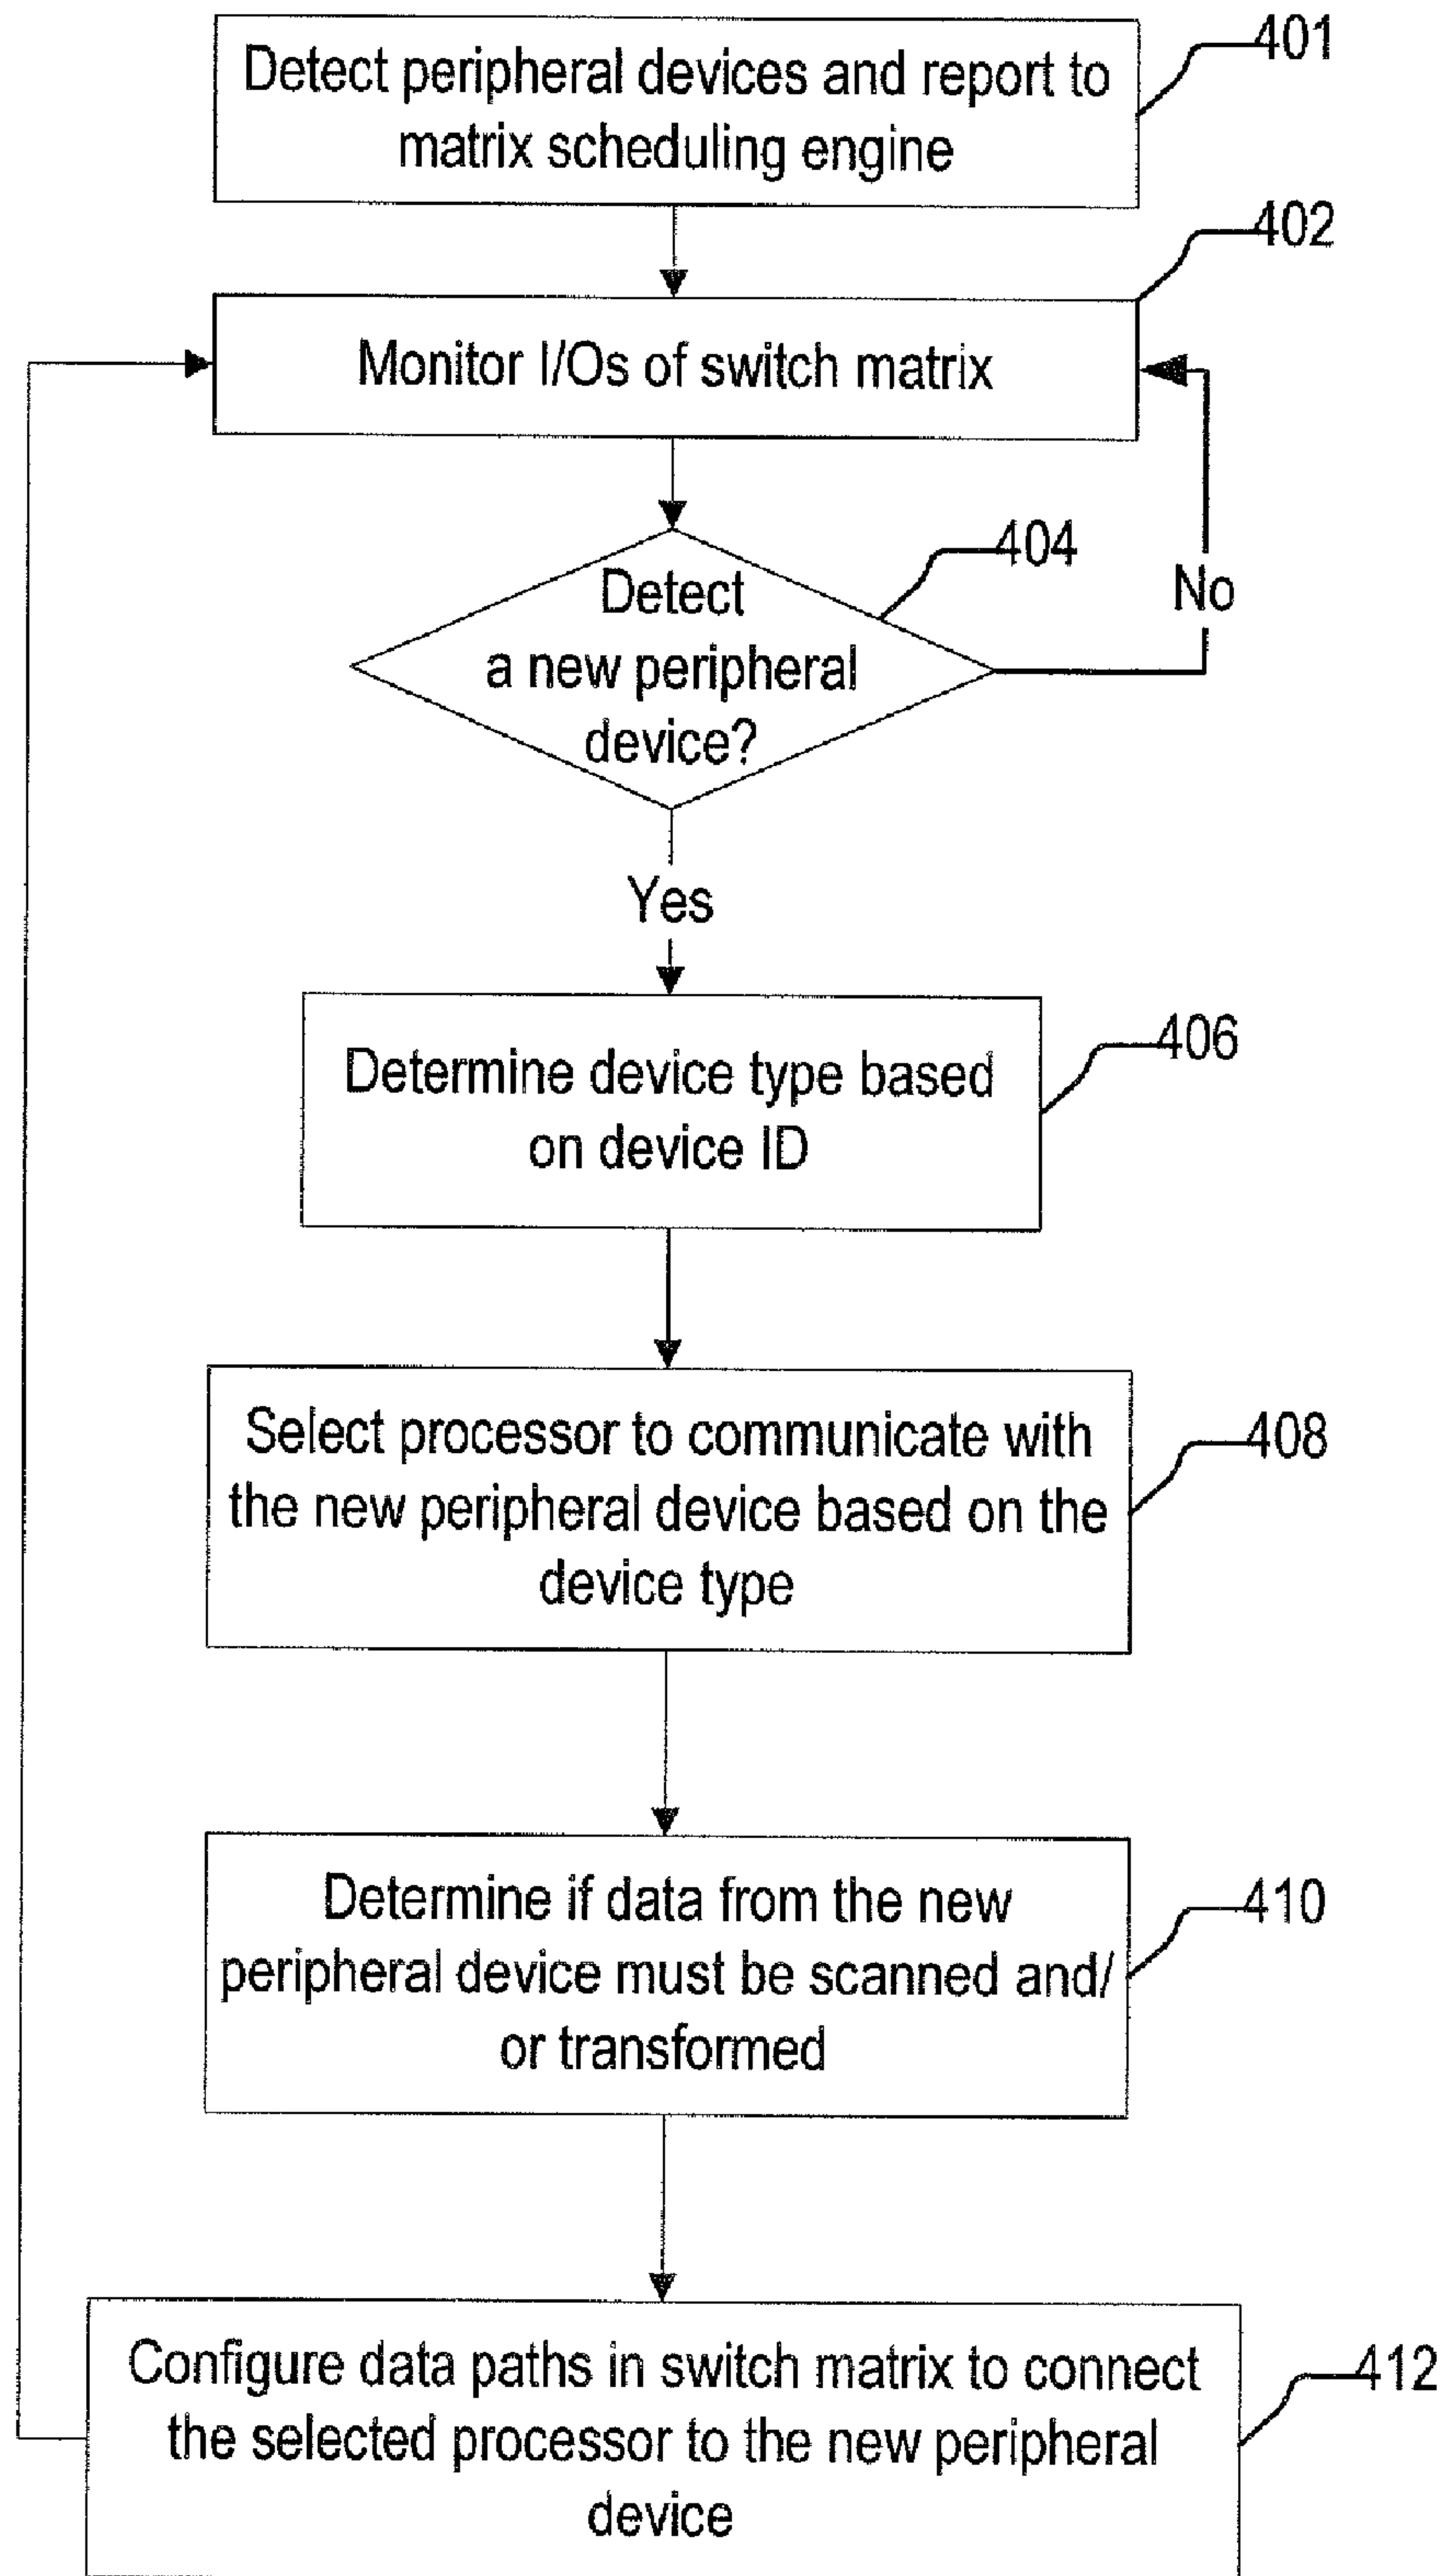 401
Detect peripheral devices and report to
matrix scheduling engine
402
Monitor I/Os of switch matrix
404
Detect
a new peripheral
device?
No
Yes
406
Determine device type based
on device ID
408
Select processor to communicate with
the new peripheral device based on the
device type
410
Determine if data from the new
peripheral device must be scanned and/
or transformed
412
Configure data paths in switch matrix to connect
the selected processor to the new peripheral
device